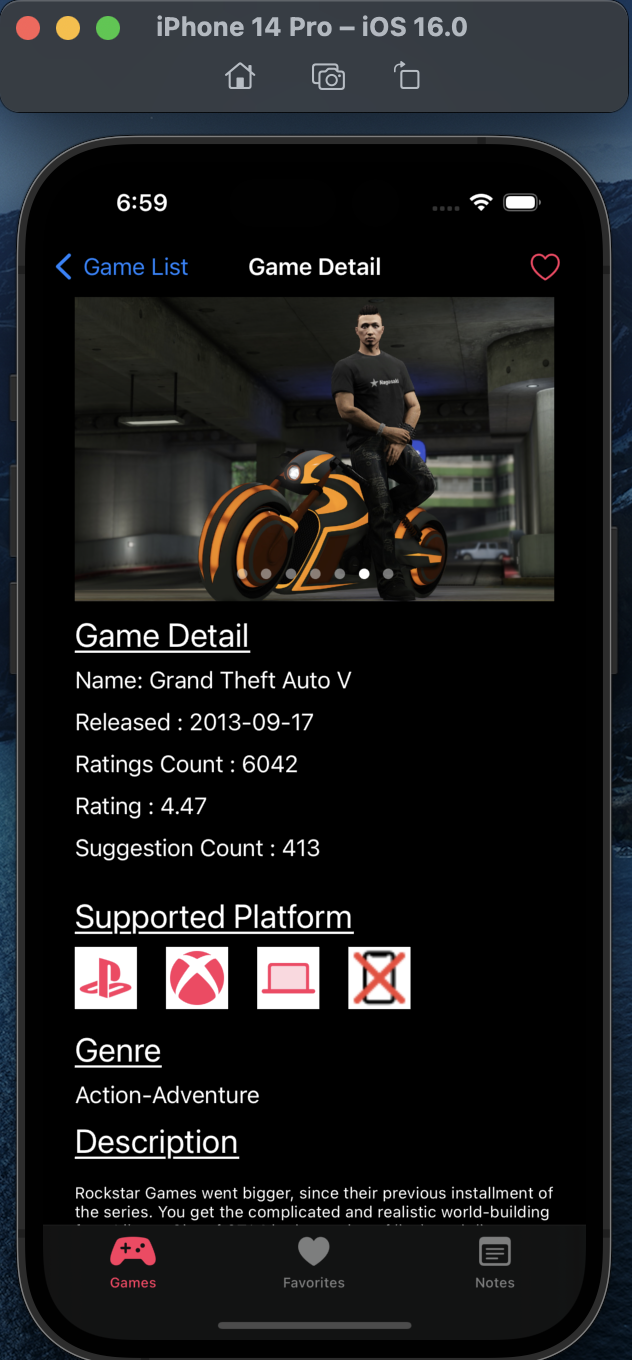 iPhone 14 Pro – iOS 16.0
6:59
Game List
Game Detail
Game Detail
Name: Grand Theft Auto V
Released : 2013-09-17
Ratings Count : 6042
Rating : 4.47
Suggestion Count : 413
Supported Platform
Genre
Action-Adventure
Description
Rockstar Games went bigger, since their previous installment of
the series. You get the complicated and realistic world-building
Games
Favorites
Notes